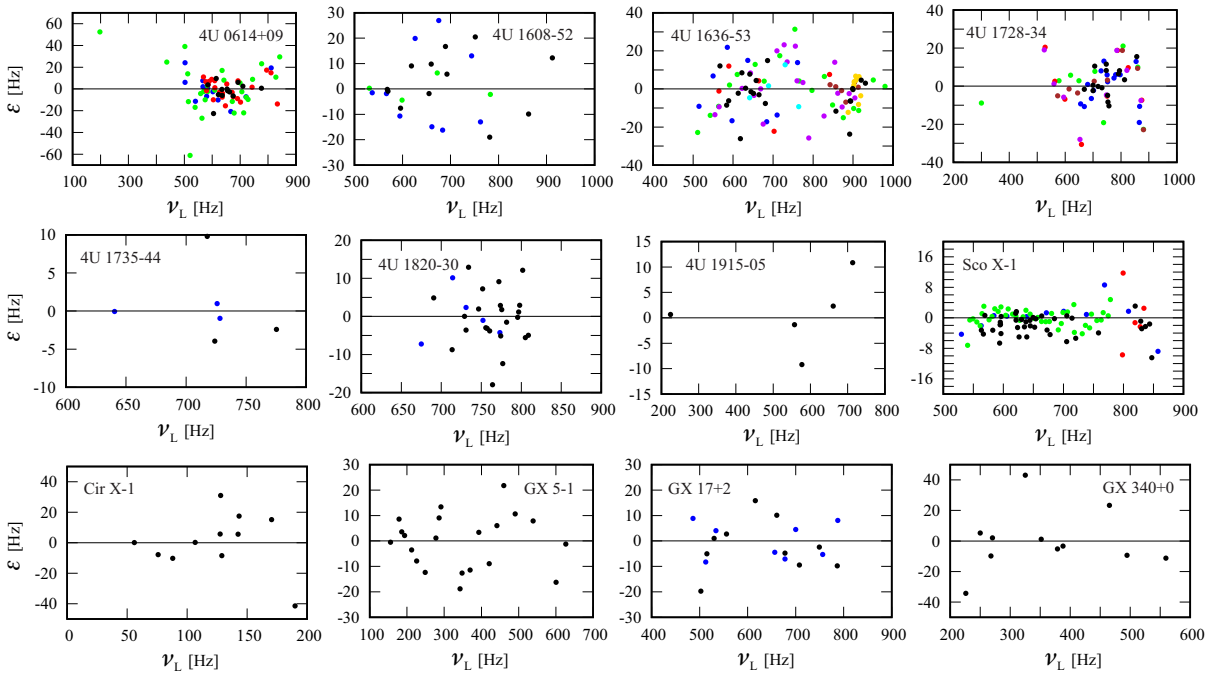 4U 0614+09
ε [Hz]
60
40
20
0
-20
-40
-60
100 300 500 700 900
ν_L [Hz]
4U 1608-52
30
20
10
0
-10
-20
-30
500 600 700 800 900 1000
ν_L [Hz]
4U 1636-53
40
20
0
-20
-40
400 500 600 700 800 900 1000
ν_L [Hz]
4U 1728-34
40
20
0
-20
-40
200 400 600 800 1000
ν_L [Hz]
4U 1735-44
ε [Hz]
10
5
0
-5
-10
600 650 700 750 800
ν_L [Hz]
4U 1820-30
20
10
0
-10
-20
600 650 700 750 800 850 900
ν_L [Hz]
4U 1915-05
15
10
5
0
-5
-10
-15
200 300 400 500 600 700 800
ν_L [Hz]
Sco X-1
16
8
0
-8
-16
500 600 700 800 900
ν_L [Hz]
Cir X-1
ε [Hz]
40
20
0
-20
-40
0 50 100 150 200
ν_L [Hz]
GX 5-1
30
20
10
0
-10
-20
-30
100 200 300 400 500 600 700
ν_L [Hz]
GX 17+2
30
20
10
0
-10
-20
-30
400 500 600 700 800 900
ν_L [Hz]
GX 340+0
40
20
0
-20
-40
200 300 400 500 600
ν_L [Hz]